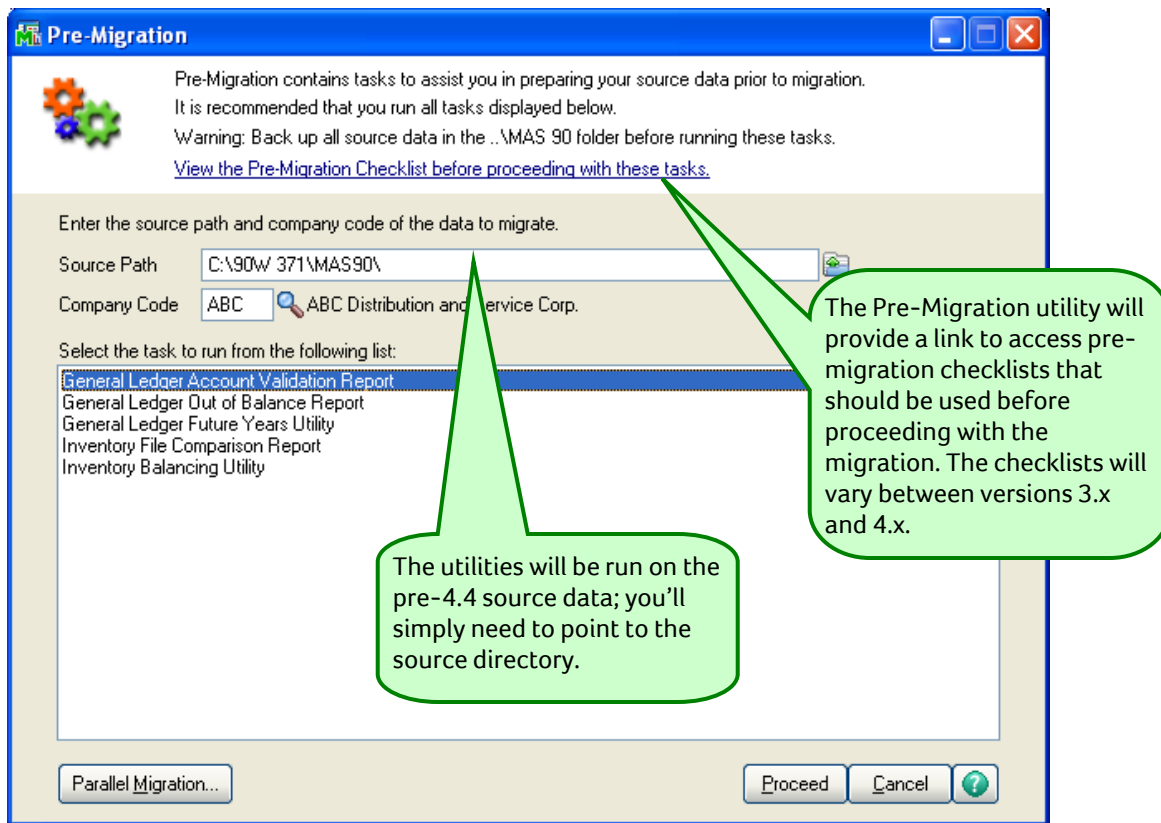 Pre-Migration
Pre-Migration contains tasks to assist you in preparing your source data prior to migration.
It is recommended that you run all tasks displayed below.
Warning: Back up all source data in the ..\MAS 90 folder before running these tasks.
View the Pre-Migration Checklist before proceeding with these tasks.
Enter the source path and company code of the data to migrate.
Source Path
C:\90W 371\MAS90\
Company Code
ABC
ABC Distribution and ervice Corp.
Select the task to run from the following list:
General Ledger Account Validation Report
General Ledger Out of Balance Report
General Ledger Future Years Utility
Inventory File Comparison Report
Inventory Balancing Utility
The Pre-Migration utility will
provide a link to access pre-
migration checklists that
should be used before
proceeding with the
migration. The checklists will
vary between versions 3.x
and 4.x.
The utilities will be run on the
pre-4.4 source data; you’ll
simply need to point to the
source directory.
Parallel Migration...
Proceed
Cancel
?